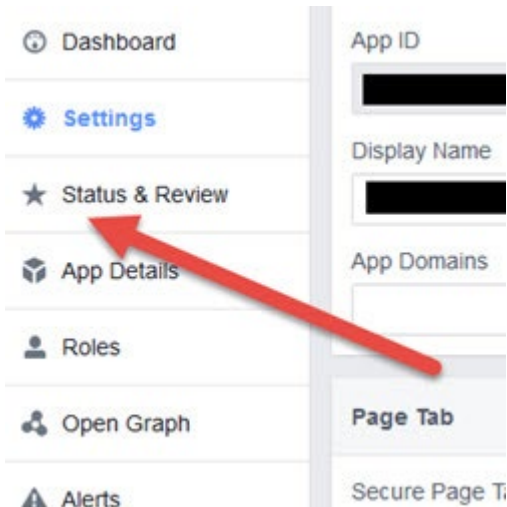 Dashboard
Settings
Status & Review
App Details
Roles
Open Graph
Alerts
App ID
Display Name
App Domains
Page Tab
Secure Page